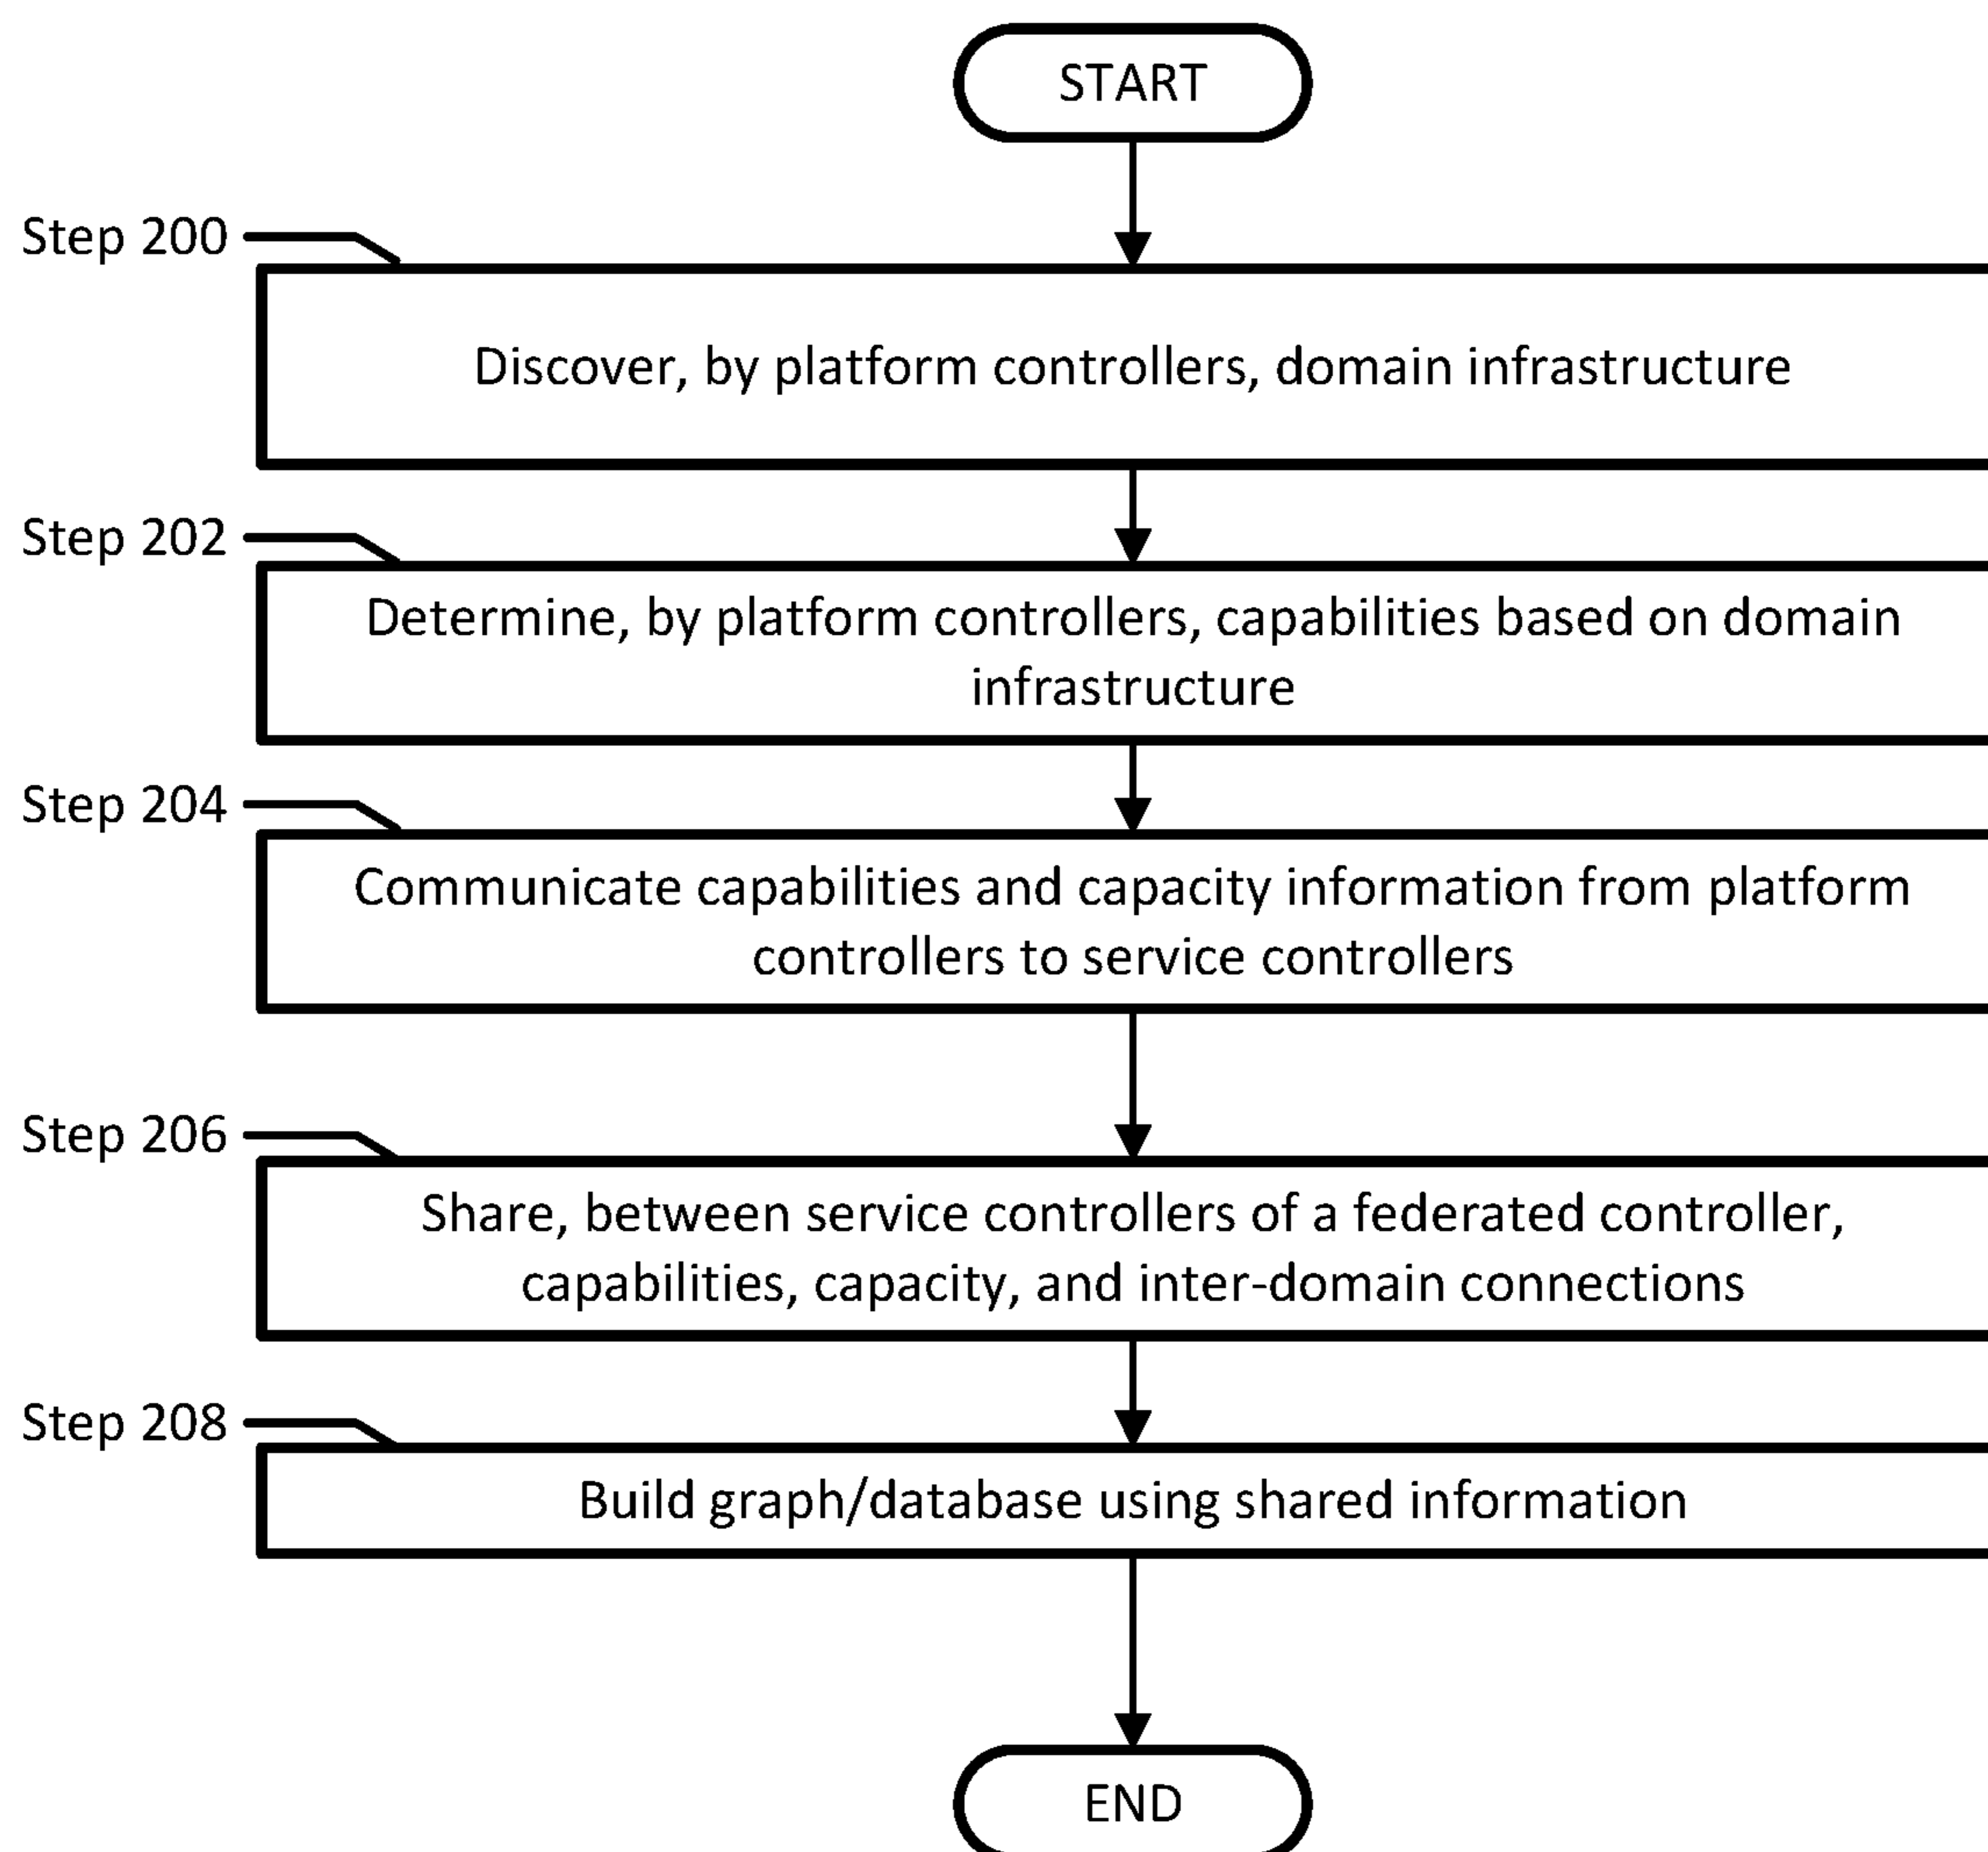 START
Step 200
Discover, by platform controllers, domain infrastructure
Step 202
Determine, by platform controllers, capabilities based on domain
infrastructure
Step 204
Communicate capabilities and capacity information from platform
controllers to service controllers
Step 206
Share, between service controllers of a federated controller,
capabilities, capacity, and inter-domain connections
Step 208
Build graph/database using shared information
END